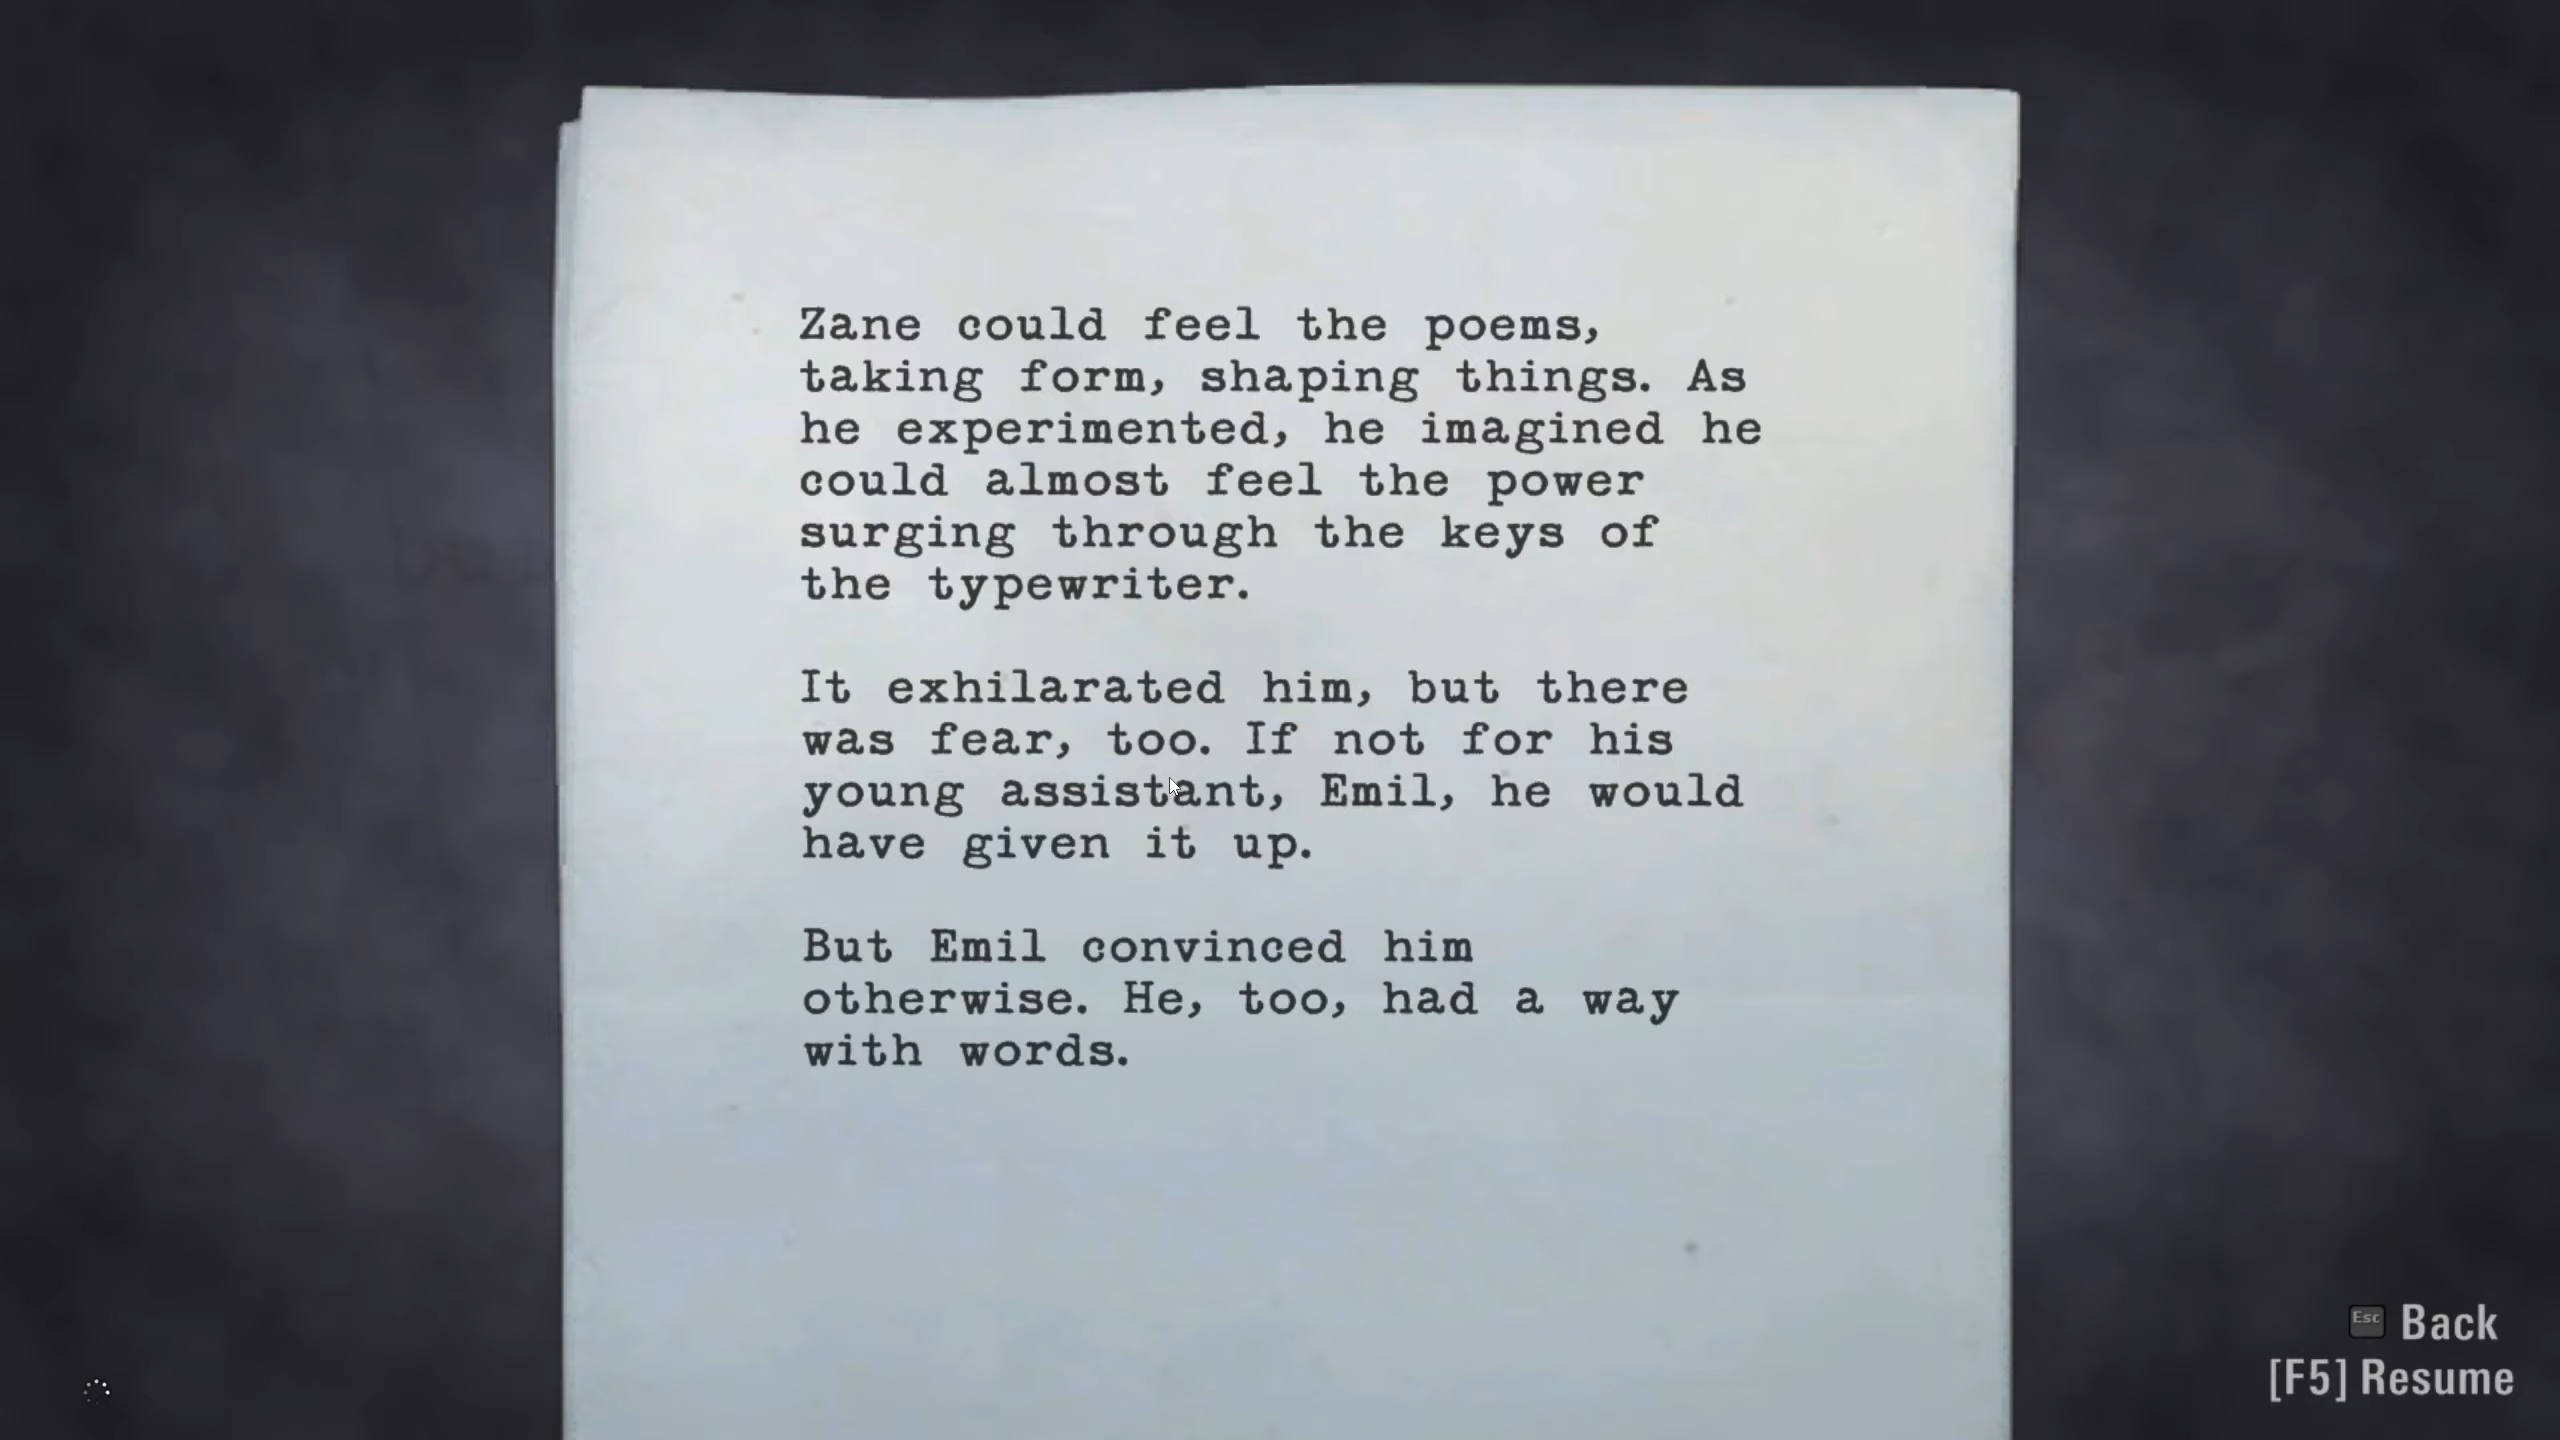 Zane could feel the poems,
taking form, shaping things. As
he experimented, he imagined he
could almost feel the power
surging through the keys of
the typewriter.
It exhilarated him, but there
was fear, too. If not for his
young assistant, Emil, he would
have given it up.
But Emil convinced him
otherwise. He, too, had a way
with words.
Esc Back
[F5] Resume